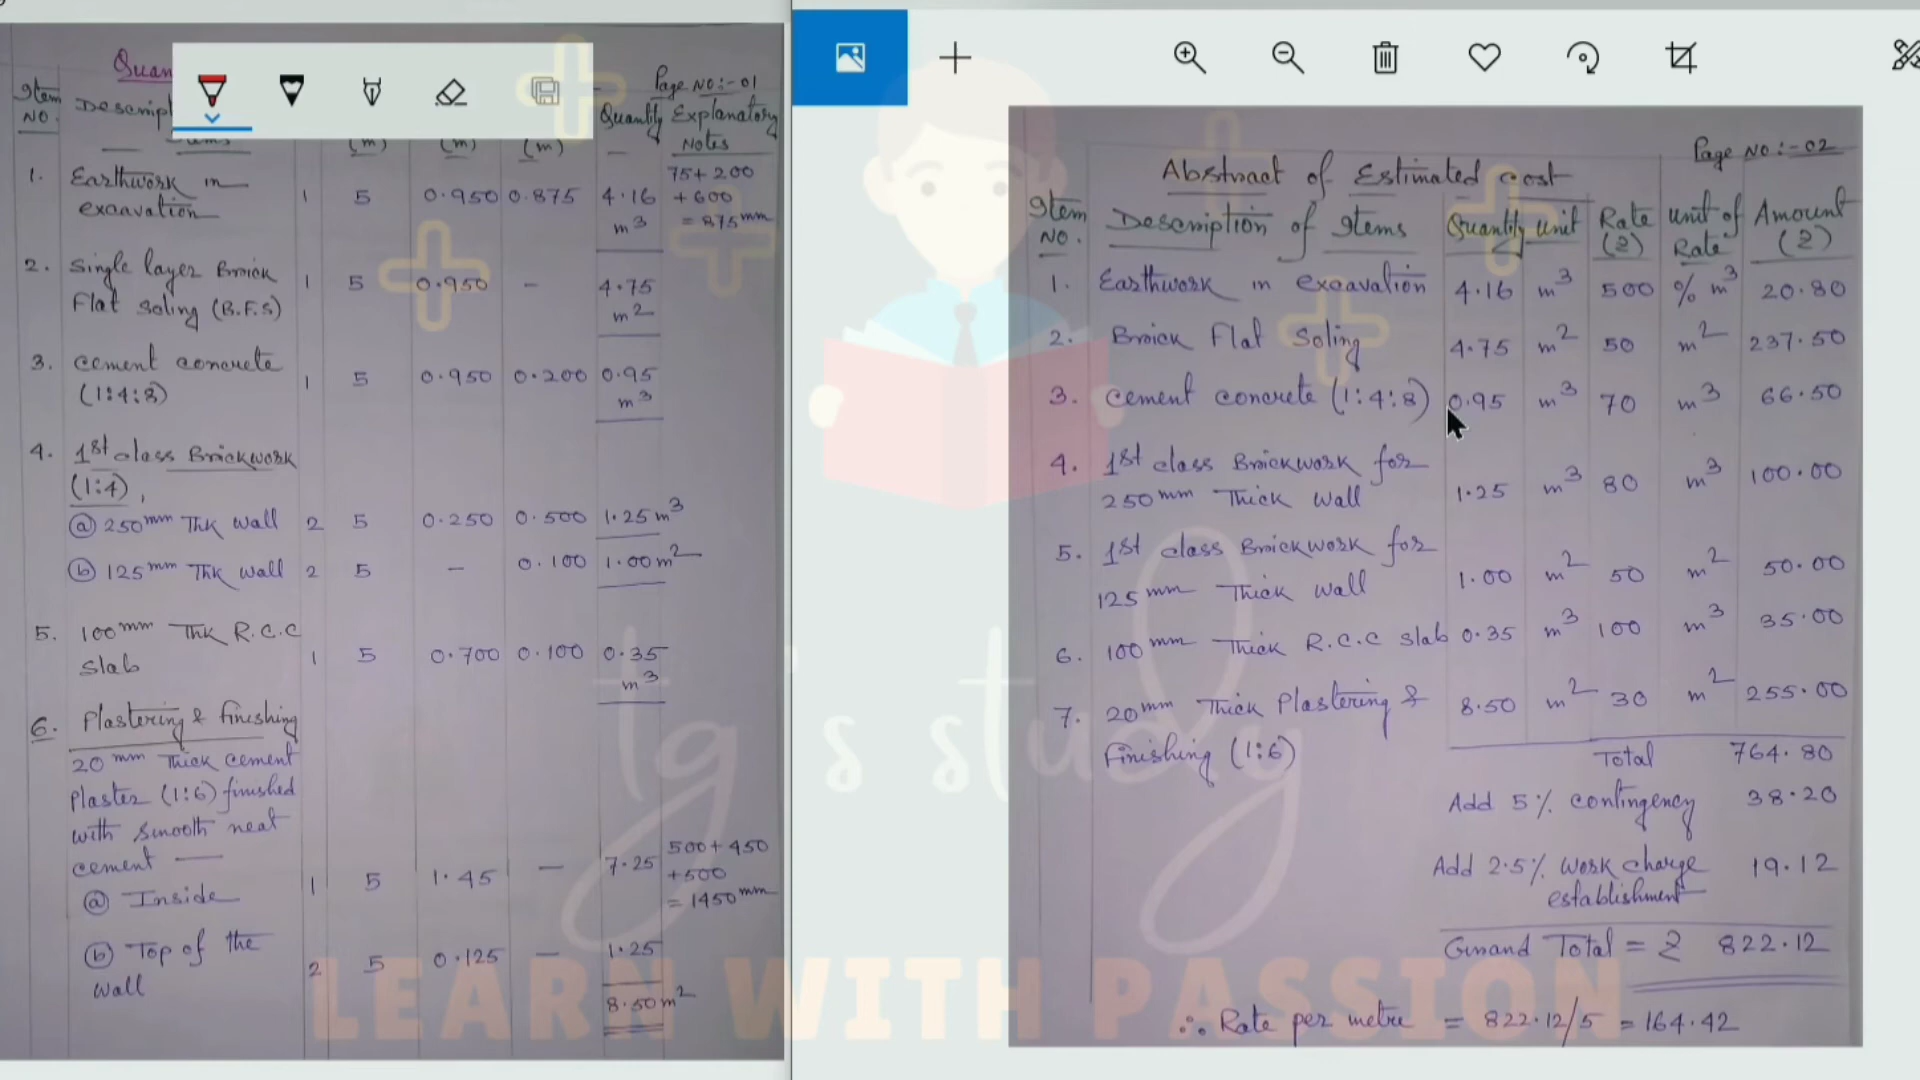 Quan
Page No:-01
Item
NO.
Descript
Items
(m)
(m)
(m)
Quantity
Explanatory
Notes
1. Earthwork in excavation 1 5 0.950 0.875 4.16 m3
75+200
+600
= 875mm
2. Single layer Brick Flat Soling (B.F.S) 1 5 0.950 - 4.75 m2
3. cement concrete (1:4:8) 1 5 0.950 0.200 0.95 m3
4. 1st class Brickwork (1:4),
(a) 250mm Thk wall 2 5 0.250 0.500 1.25m3
(b) 125mm Thk wall 2 5 - 0.100 1.00m2
5. 100mm Thk R.C.C Slab 1 5 0.700 0.100 0.35 m3
6. Plastering & finishing
20 mm Thick cement
Plaster (1:6) finished
with smooth neat
cement —
(a) Inside 1 5 1.45 - 7.25
500+450
+500
= 1450mm
(b) Top of the wall 2 5 0.125 - 1.25
8.50m2
Page No:-02
Abstract of Estimated cost
Item
NO.
Description of Items
Quantity
unit
Rate
(₹)
unit of
Rate
Amount
(₹)
1. Earthwork in excavation 4.16 m3 500 % m3 20.80
2. Brick Flat Soling 4.75 m2 50 m2 237.50
3. Cement concrete (1:4:8) 0.95 m3 70 m3 66.50
4. 1st class Brickwork for 250mm Thick wall 1.25 m3 80 m3 100.00
5. 1st class Brickwork for 125mm Thick wall 1.00 m2 50 m2 50.00
6. 100mm Thick R.C.C Slab 0.35 m3 100 m3 35.00
7. 20mm Thick Plastering & Finishing (1:6) 8.50 m2 30 m2 255.00
Total 764.80
Add 5% contingency 38.20
Add 2.5% work charge establishment 19.12
Grand Total = ₹ 822.12
∴ Rate per metre = 822.12/5 = 164.42
tg's study
LEARN WITH PASSION